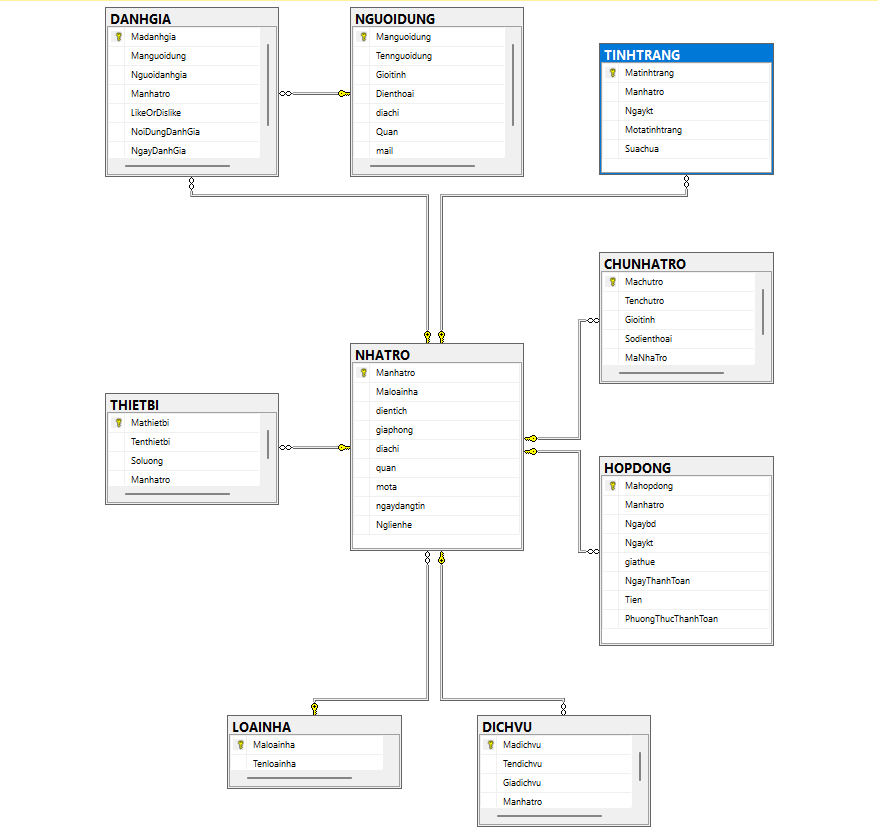 DANHGIA
Madanhgia
Manguoidung
Nguoidanhgia
Manhatro
LikeOrDislike
NoiDungDanhGia
NgayDanhGia
NGUOIDUNG
Manguoidung
Tennguoidung
Gioitinh
Dienthoai
diachi
Quan
mail
TINHTRANG
Matinhtrang
Manhatro
Ngaykt
Motatinhtrang
Suachua
CHUNHATRO
Machutro
Tenchutro
Gioitinh
Sodienthoai
MaNhaTro
NHATRO
Manhatro
Maloainha
dientich
giaphong
diachi
quan
mota
ngaydangtin
Nglienhe
THIETBI
Mathietbi
Tenthietbi
Soluong
Manhatro
HOPDONG
Mahopdong
Manhatro
Ngaybd
Ngaykt
giathue
NgayThanhToan
Tien
PhuongThucThanhToan
LOAINHA
Maloainha
Tenloainha
DICHVU
Madichvu
Tendichvu
Giadichvu
Manhatro